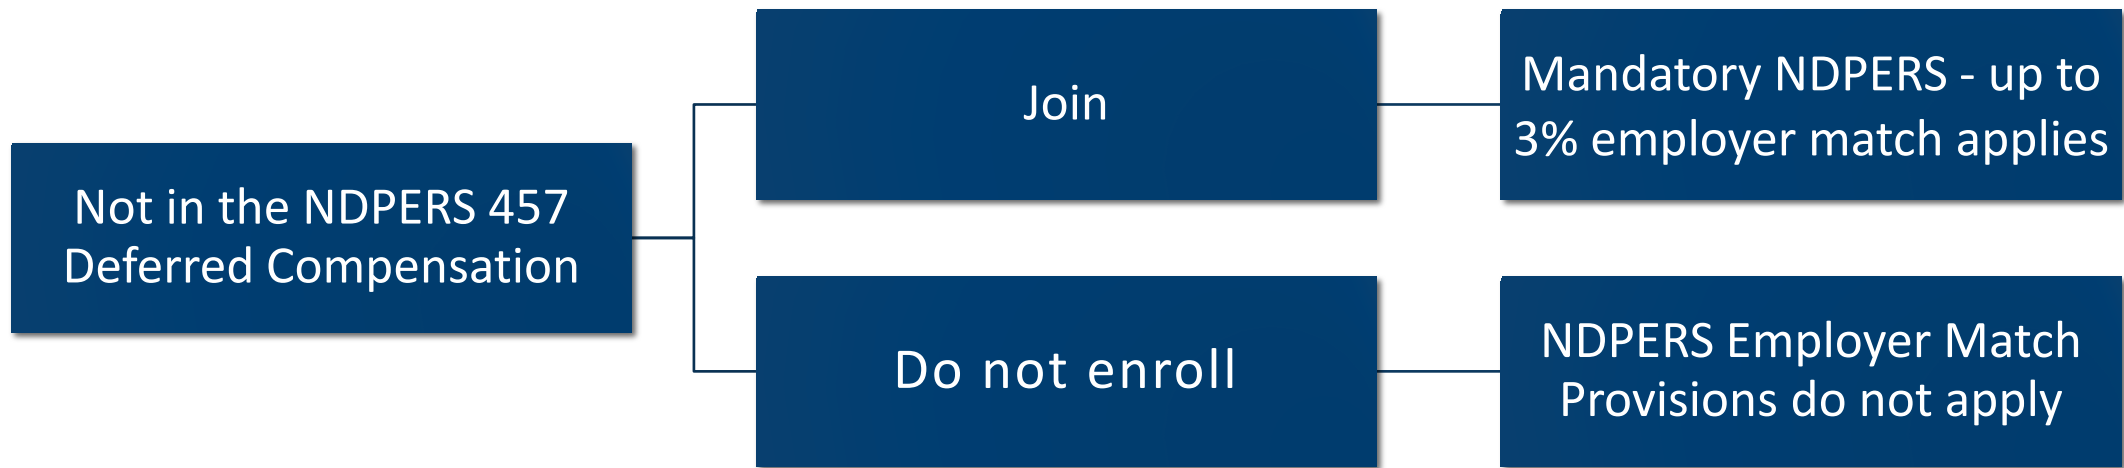 Not in the NDPERS 457
Deferred Compensation
Join
Mandatory NDPERS - up to
3% employer match applies
Do not enroll
NDPERS Employer Match
Provisions do not apply